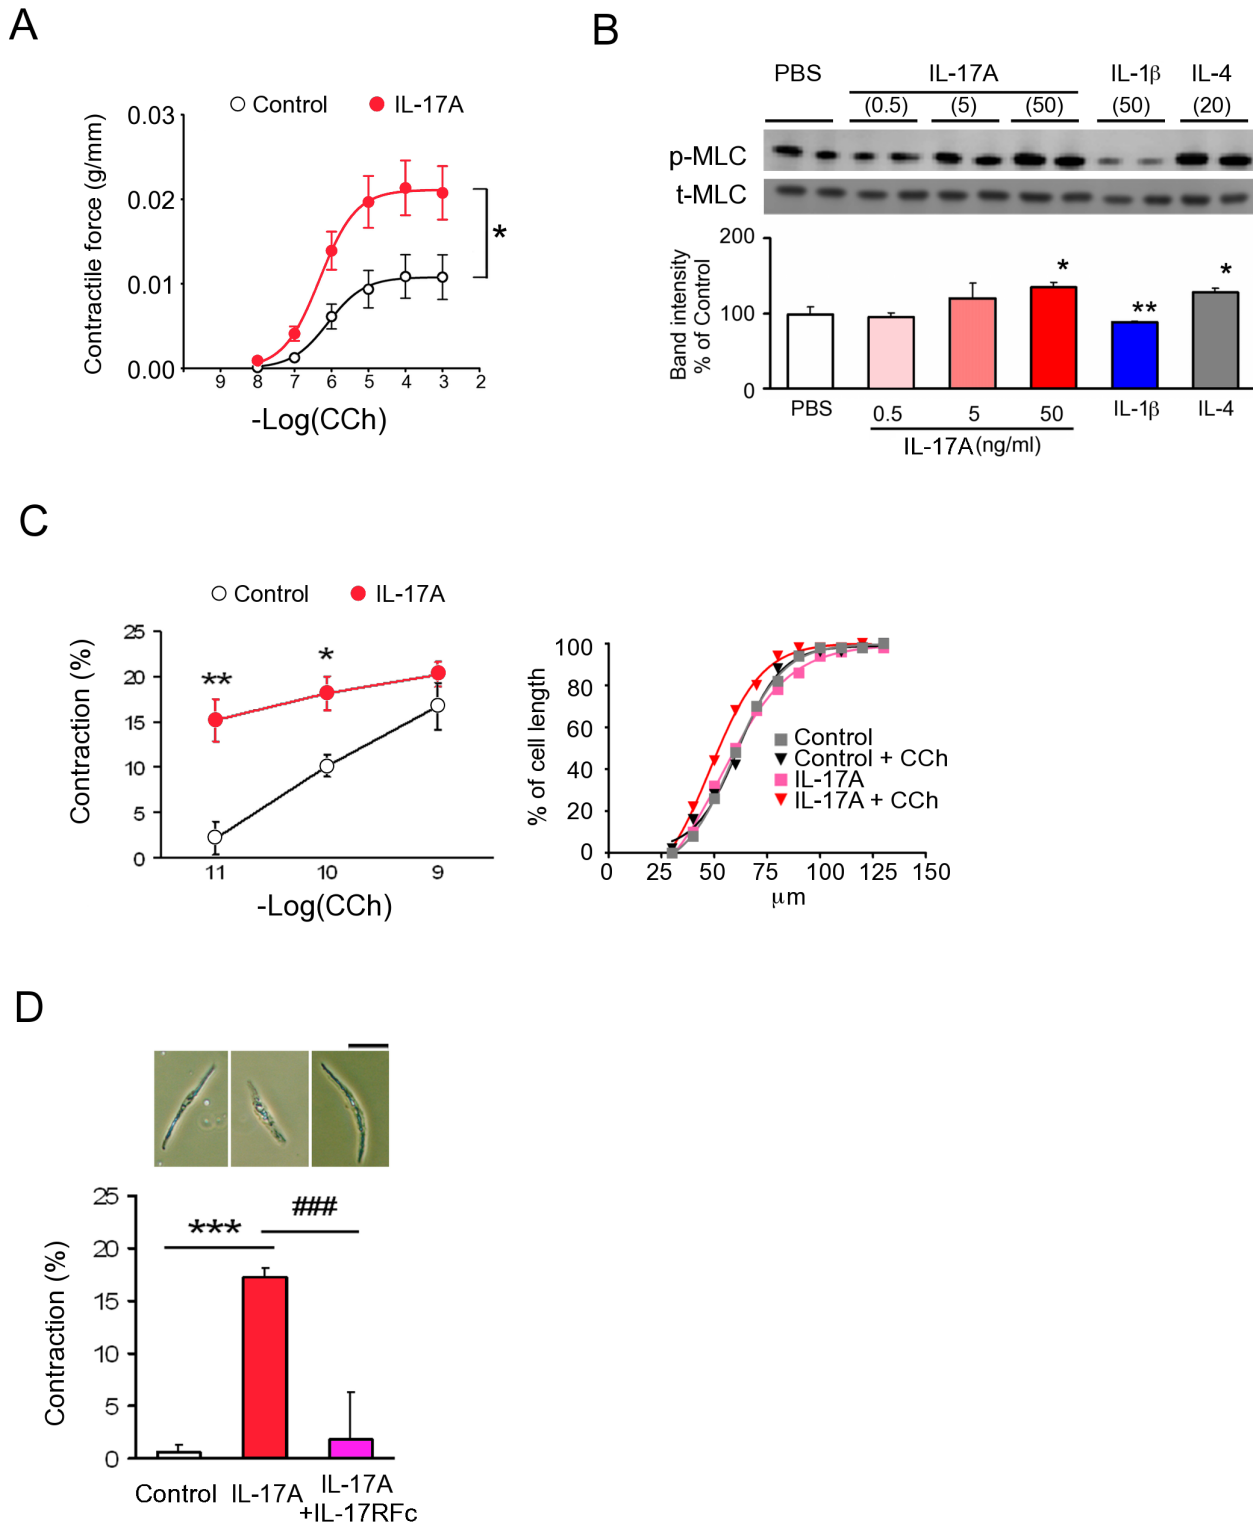 A
Control IL-17A
Contractile force (g/mm)
0.03
0.02
0.01
0.00
*
9 8 7 6 5 4 3 2
-Log(CCh)
B
PBS IL-17A IL-1β IL-4
(0.5) (5) (50) (50) (20)
p-MLC
t-MLC
Band intensity
% of Control
200
100
0
* ** *
PBS 0.5 5 50 IL-1β IL-4
IL-17A (ng/ml)
C
Control IL-17A
Contraction (%)
25
20
15
10
5
0
** *
11 10 9
-Log(CCh)
% of cell length
100
80
60
40
20
0
Control
Control + CCh
IL-17A
IL-17A + CCh
0 25 50 75 100 125 150
μm
D
Contraction (%)
25
20
15
10
5
0
*** ###
Control IL-17A IL-17A
+IL-17RFc